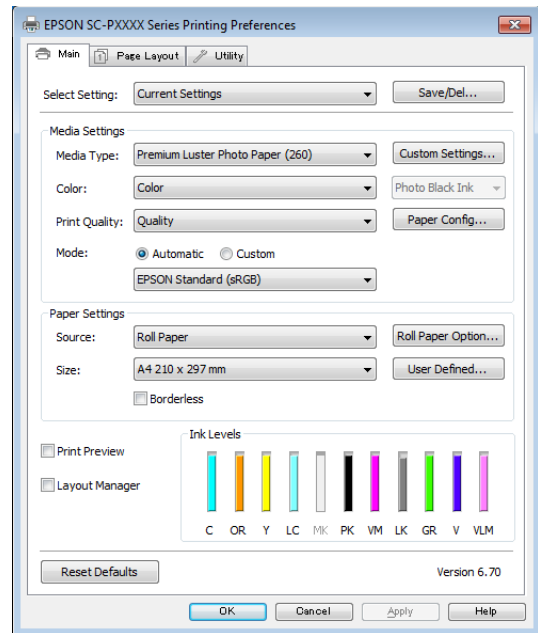 EPSON SC-PXXXX Series Printing Preferences
Main Page Layout Utility
Select Setting: Current Settings Save/Del...
Media Settings
Media Type: Premium Luster Photo Paper (260) Custom Settings...
Color: Color Photo Black Ink
Print Quality: Quality Paper Config...
Mode: Automatic Custom
EPSON Standard (sRGB)
Paper Settings
Source: Roll Paper Roll Paper Option...
Size: A4 210 x 297 mm User Defined...
Borderless
Ink Levels
Print Preview
Layout Manager
C OR Y LC MK PK VM LK GR V VLM
Reset Defaults Version 6.70
OK Cancel Apply Help